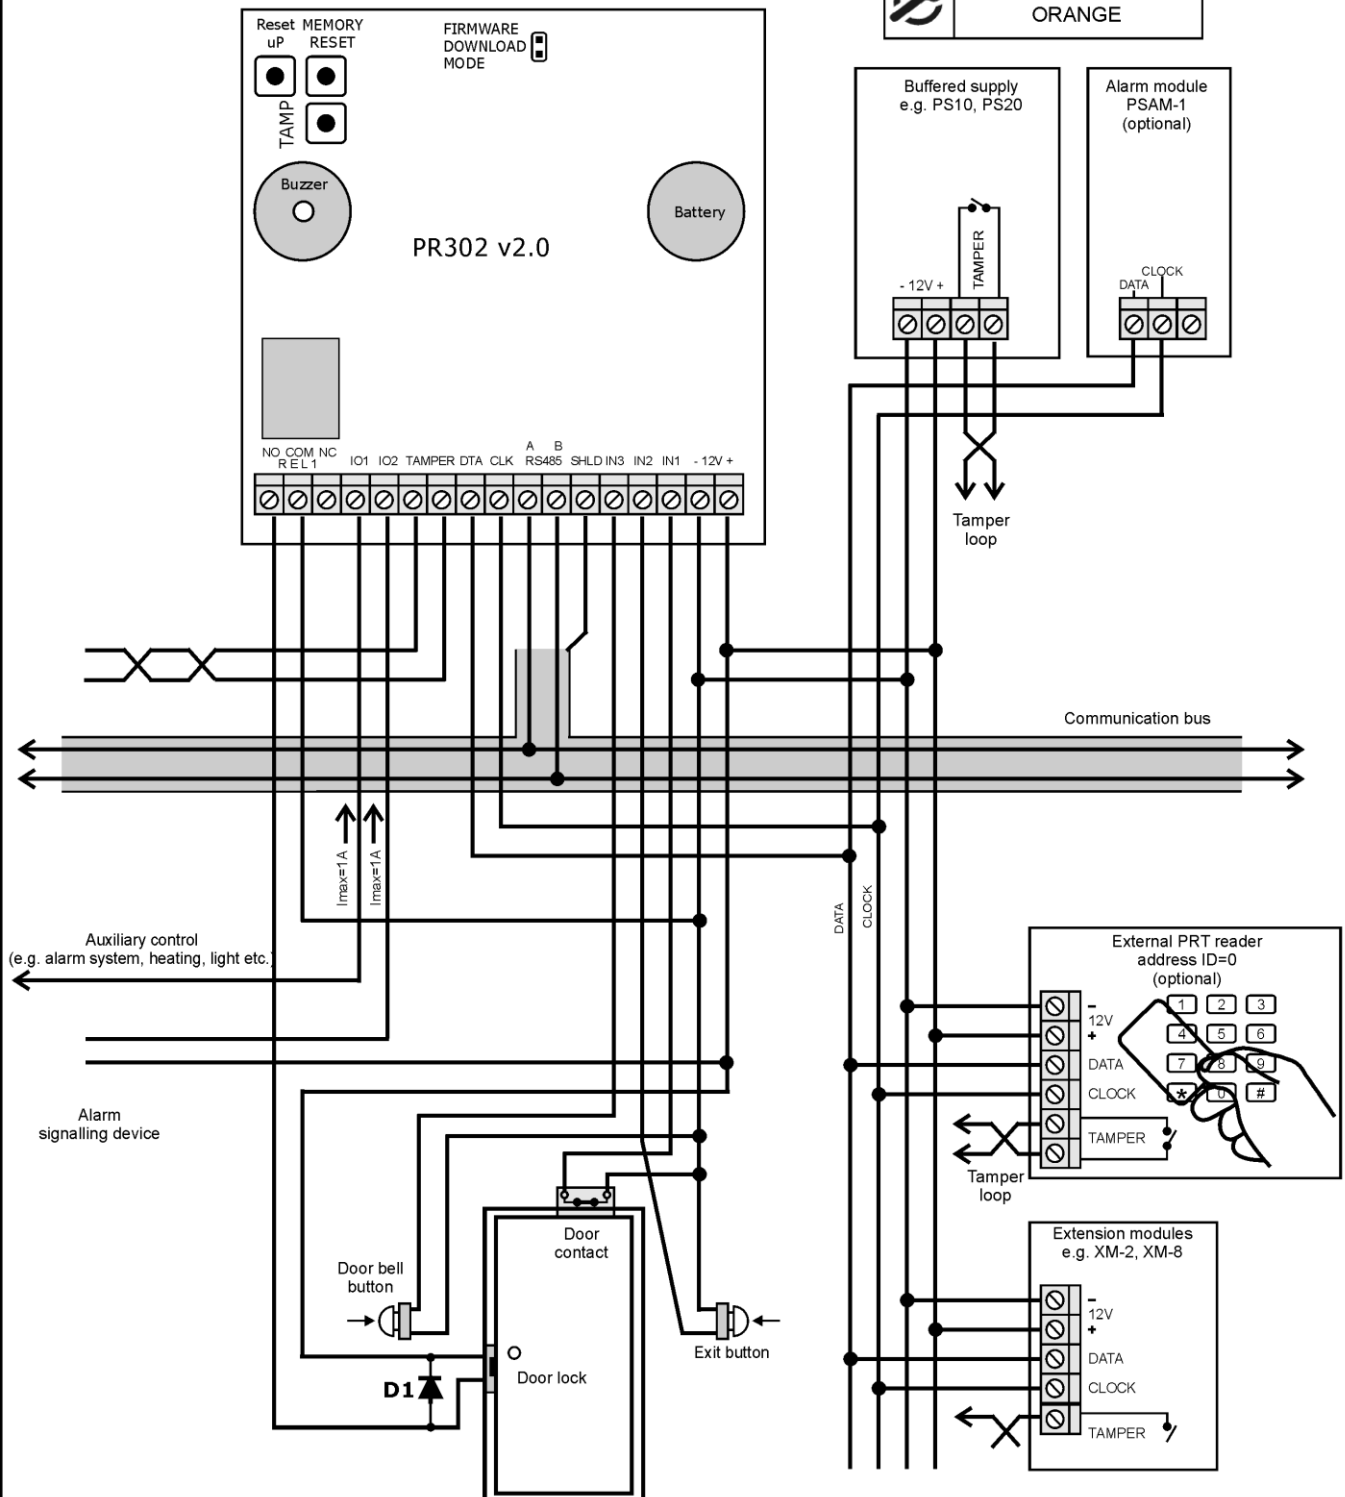 Reset MEMORY
uP RESET
TAMP
FIRMWARE
DOWNLOAD
MODE
ORANGE
Buzzer
Battery
PR302 v2.0
NO COM NC
REL1
IO1 IO2 TAMPER DTA CLK
A B
RS485
SHLD IN3 IN2 IN1 - 12V +
Buffered supply
e.g. PS10, PS20
TAMPER
- 12V +
Alarm module
PSAM-1
(optional)
CLOCK
DATA
Tamper
loop
Communication bus
Imax=1A
Imax=1A
DATA
CLOCK
Auxiliary control
(e.g. alarm system, heating, light etc.)
Alarm
signalling device
External PRT reader
address ID=0
(optional)
-
12V
+
DATA
CLOCK
TAMPER
1 2 3
4 5 6
7 8 9
* 0 #
Tamper
loop
Door
contact
Door bell
button
Exit button
Door lock
D1
Extension modules
e.g. XM-2, XM-8
-
12V
+
DATA
CLOCK
TAMPER